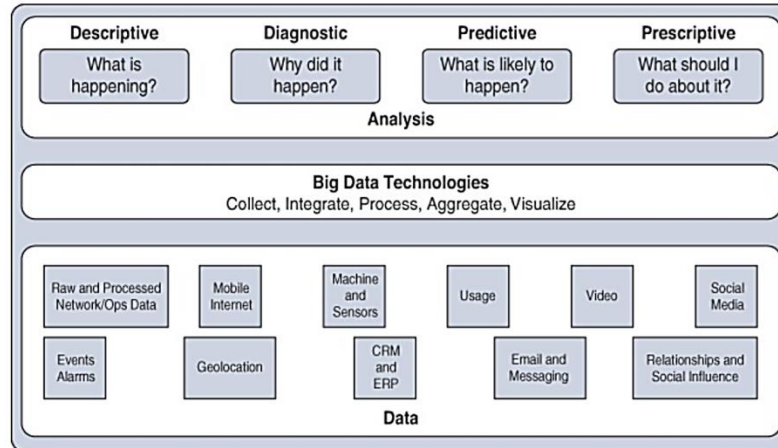 Descriptive
Diagnostic
Predictive
Prescriptive
What is
happening?
Why did it
happen?
What is likely to
happen?
What should I
do about it?
Analysis
Big Data Technologies
Collect, Integrate, Process, Aggregate, Visualize
Raw and Processed
Network/Ops Data
Mobile
Internet
Machine
and
Sensors
Usage
Video
Social
Media
Events
Alarms
Geolocation
CRM
and
ERP
Email and
Messaging
Relationships and
Social Influence
Data